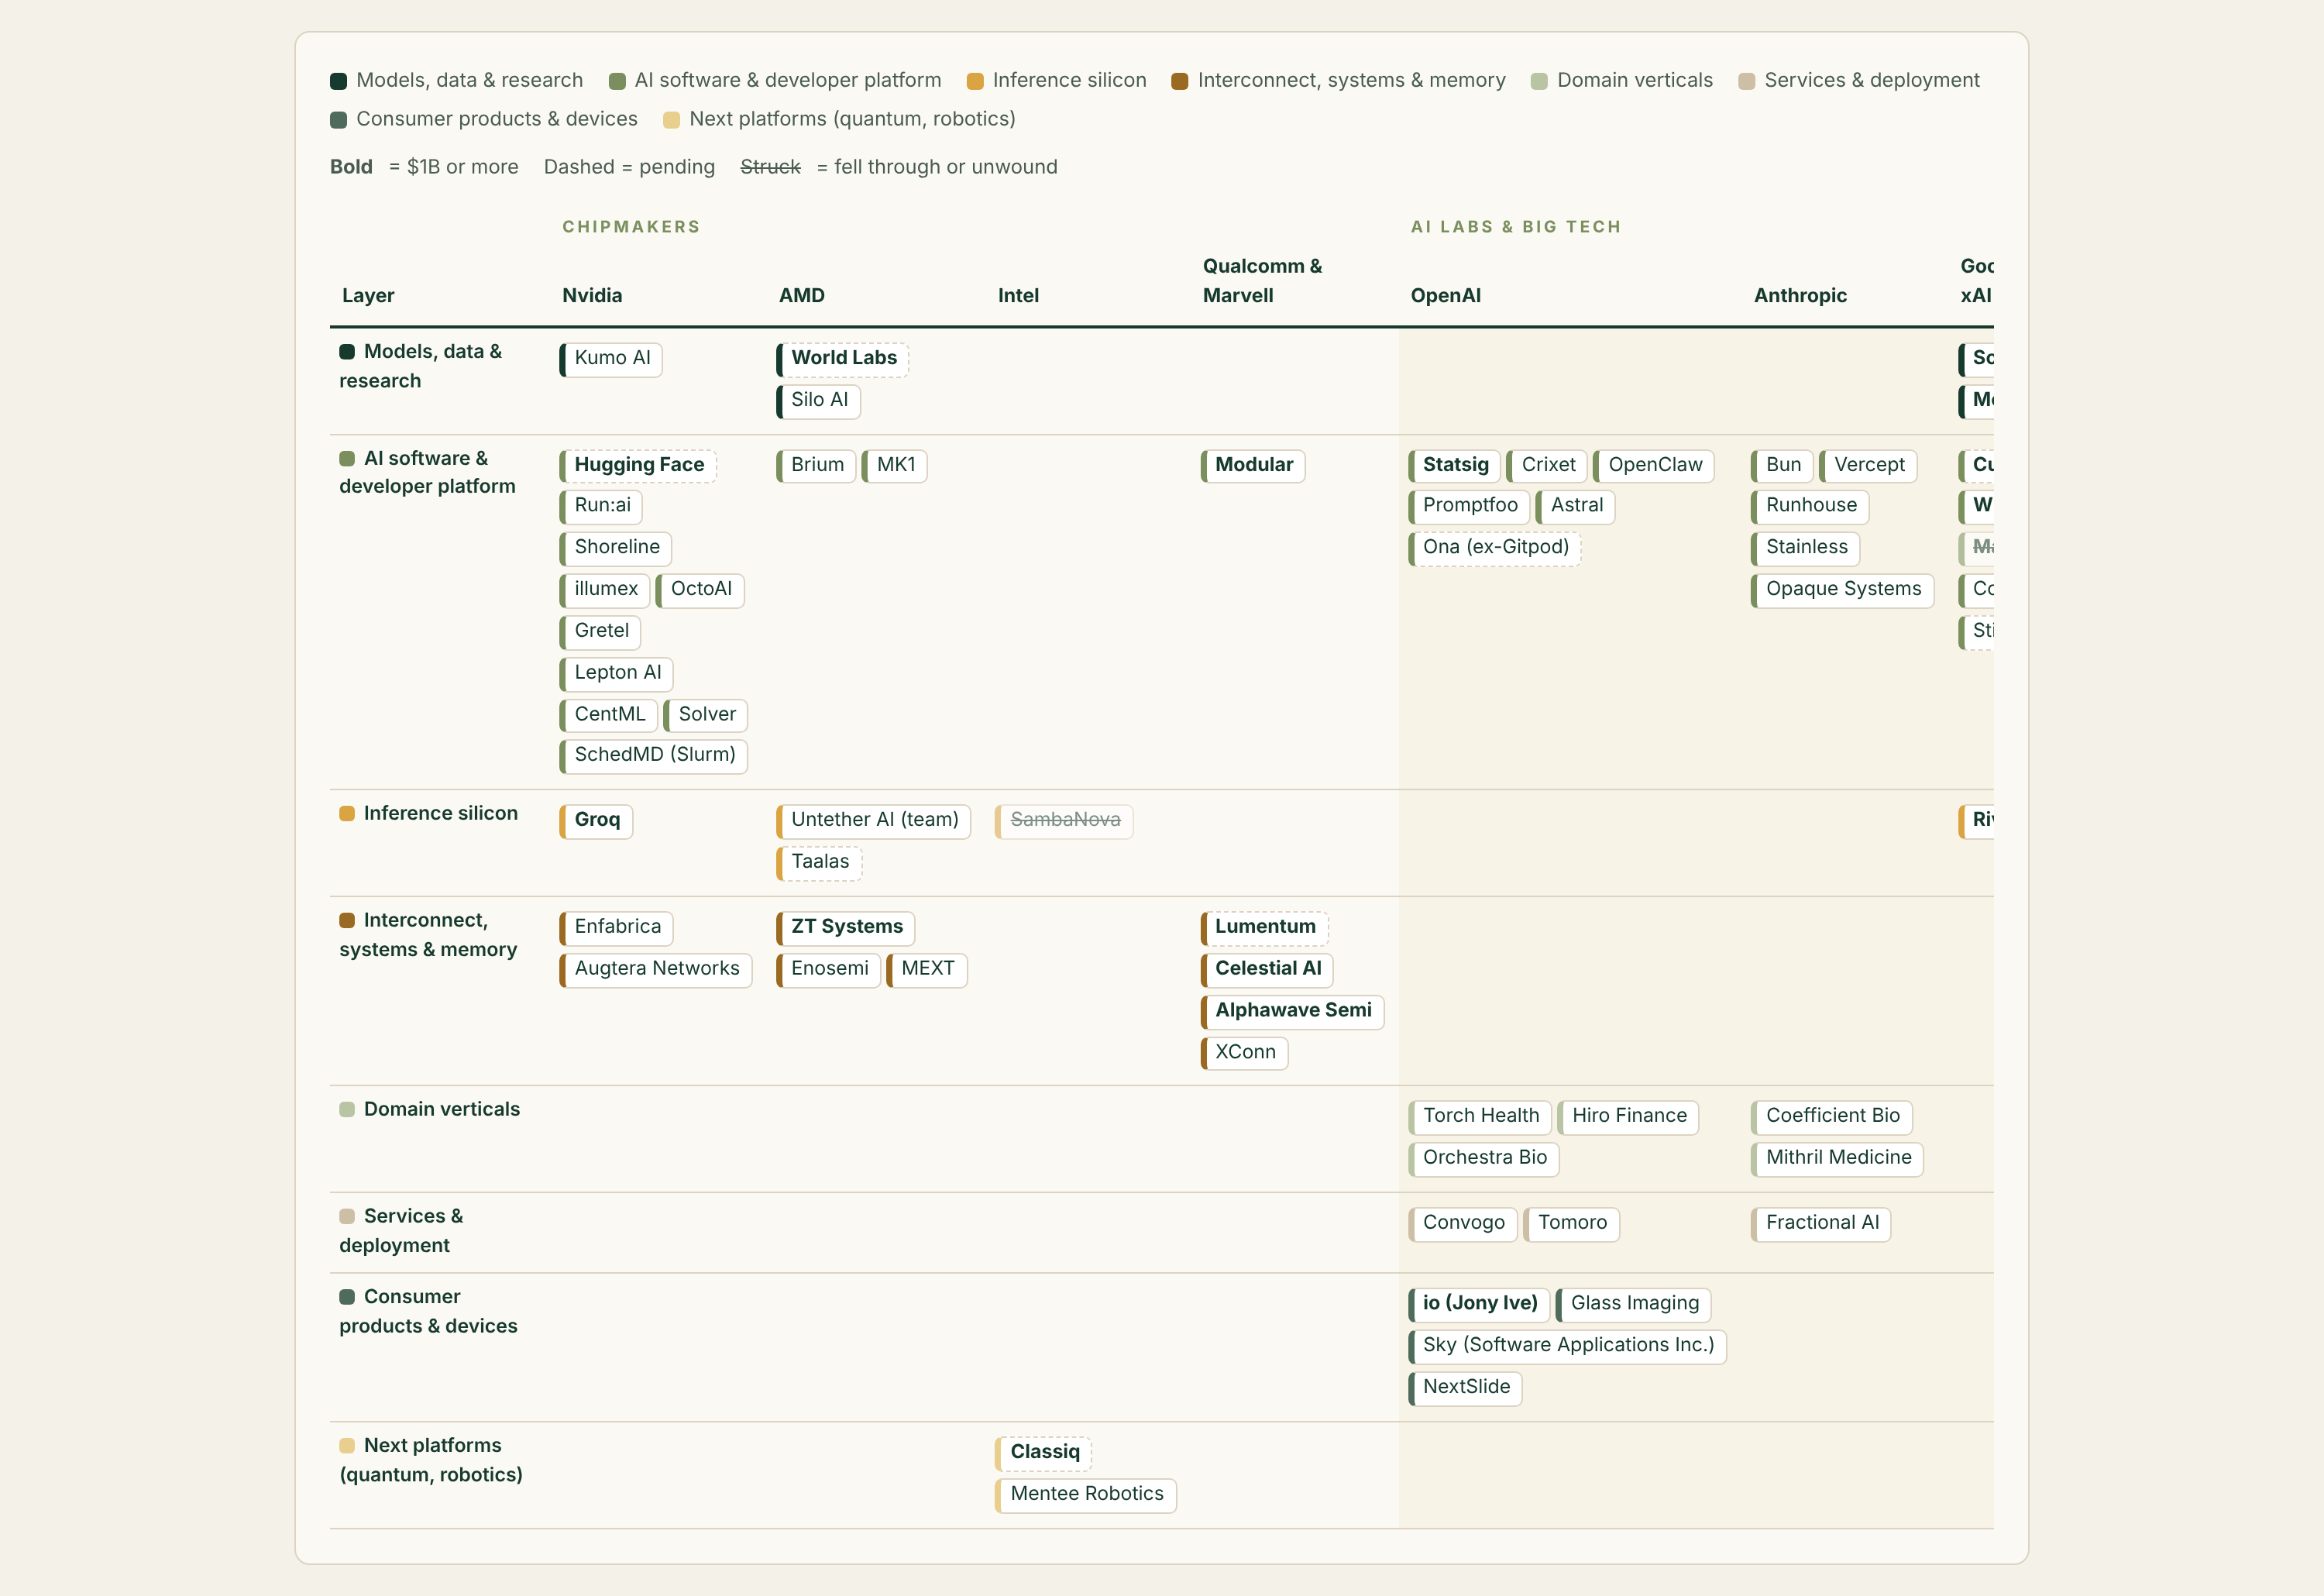 Models, data & research AI software & developer platform Inference silicon Interconnect, systems & memory Domain verticals Services & deployment
Consumer products & devices Next platforms (quantum, robotics)
Bold = $1B or more Dashed = pending Struck = fell through or unwound
CHIPMAKERS AI LABS & BIG TECH
Layer Nvidia AMD Intel Qualcomm &
Marvell OpenAI Anthropic
xAI
Models, data &
research
Kumo AI
World Labs
Silo AI
AI software &
developer platform
Hugging Face
Run:ai
Shoreline
illumex OctoAI
Gretel
Lepton AI
CentML Solver
SchedMD (Slurm)
Brium MK1
Modular
Statsig Crixet OpenClaw
Promptfoo Astral
Ona (ex-Gitpod)
Bun Vercept
Runhouse
Stainless
Opaque Systems
Inference silicon
Groq
Untether AI (team)
Taalas
SambaNova
Interconnect,
systems & memory
Enfabrica
Augtera Networks
ZT Systems
Enosemi MEXT
Lumentum
Celestial AI
Alphawave Semi
XConn
Domain verticals
Torch Health Hiro Finance
Orchestra Bio
Coefficient Bio
Mithril Medicine
Services &
deployment
Convogo Tomoro
Fractional AI
Consumer
products & devices
io (Jony Ive) Glass Imaging
Sky (Software Applications Inc.)
NextSlide
Next platforms
(quantum, robotics)
Classiq
Mentee Robotics